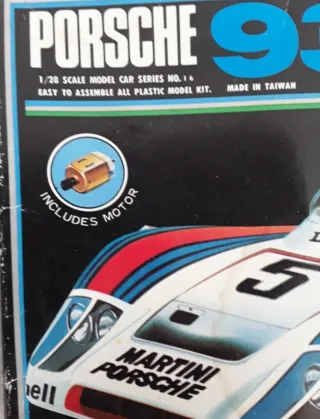 PORSCHE 93
1/20 SCALE MODEL CAR SERIES NO.16
EASY TO ASSEMBLE ALL PLASTIC MODEL KIT. MADE IN TAIWAN
INCLUDES MOTOR
5
MARTINI
PORSCHE
ell